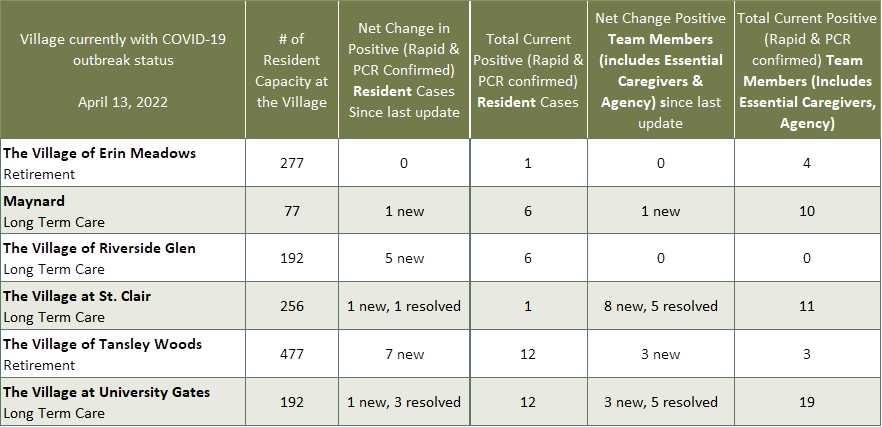 Village currently with COVID-19
outbreak status
April 13, 2022
# of
Resident
Capacity at
the Village
Net Change in
Positive (Rapid &
PCR Confirmed)
Resident Cases
Since last update
Total Current
Positive (Rapid &
PCR confirmed)
Resident Cases
Net Change Positive
Team Members
(includes Essential
Caregivers &
Agency) since last
update
Total Current Positive
(Rapid & PCR
confirmed) Team
Members (Includes
Essential Caregivers,
Agency)
The Village of Erin Meadows
Retirement
277
0
1
0
4
Maynard
Long Term Care
77
1 new
6
1 new
10
The Village of Riverside Glen
Long Term Care
192
5 new
6
0
0
The Village at St. Clair
Long Term Care
256
1 new, 1 resolved
1
8 new, 5 resolved
11
The Village of Tansley Woods
Retirement
477
7 new
12
3 new
3
The Village at University Gates
Long Term Care
192
1 new, 3 resolved
12
3 new, 5 resolved
19